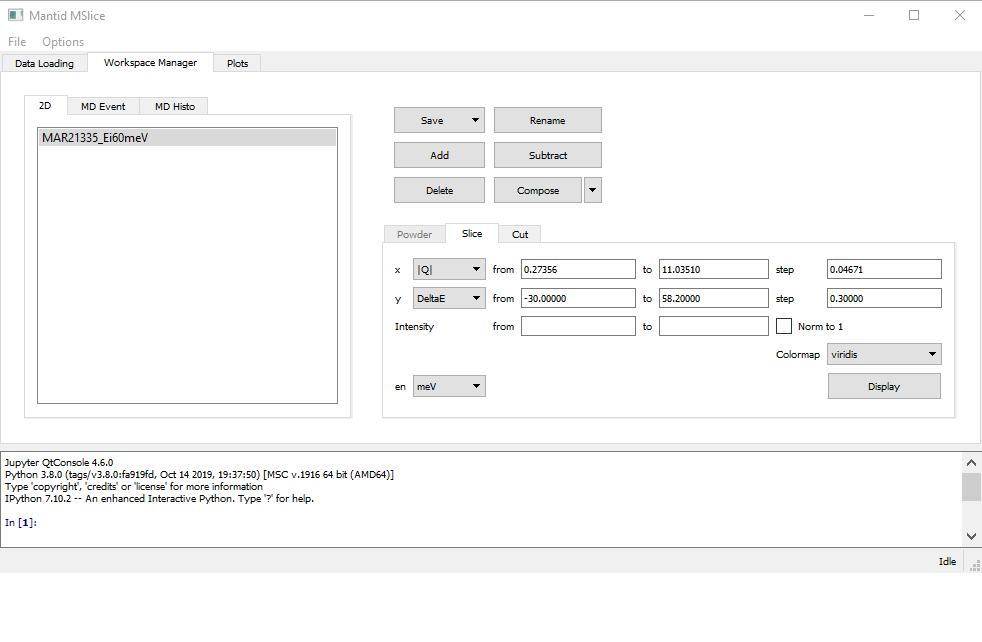 Mantid MSlice
File Options
Data Loading Workspace Manager Plots
2D MD Event MD Histo
MAR21335_Ei60meV
Save Rename
Add Subtract
Delete Compose
Powder Slice Cut
x |Q| from 0.27356 to 11.03510 step 0.04671
y DeltaE from -30.00000 to 58.20000 step 0.30000
Intensity from to Norm to 1
Colormap viridis
en meV Display
Jupyter QtConsole 4.6.0
Python 3.8.0 (tags/v3.8.0:fa919fd, Oct 14 2019, 19:37:50) [MSC v.1916 64 bit (AMD64)]
Type 'copyright', 'credits' or 'license' for more information
IPython 7.10.2 -- An enhanced Interactive Python. Type '?' for help.
In [1]:
Idle